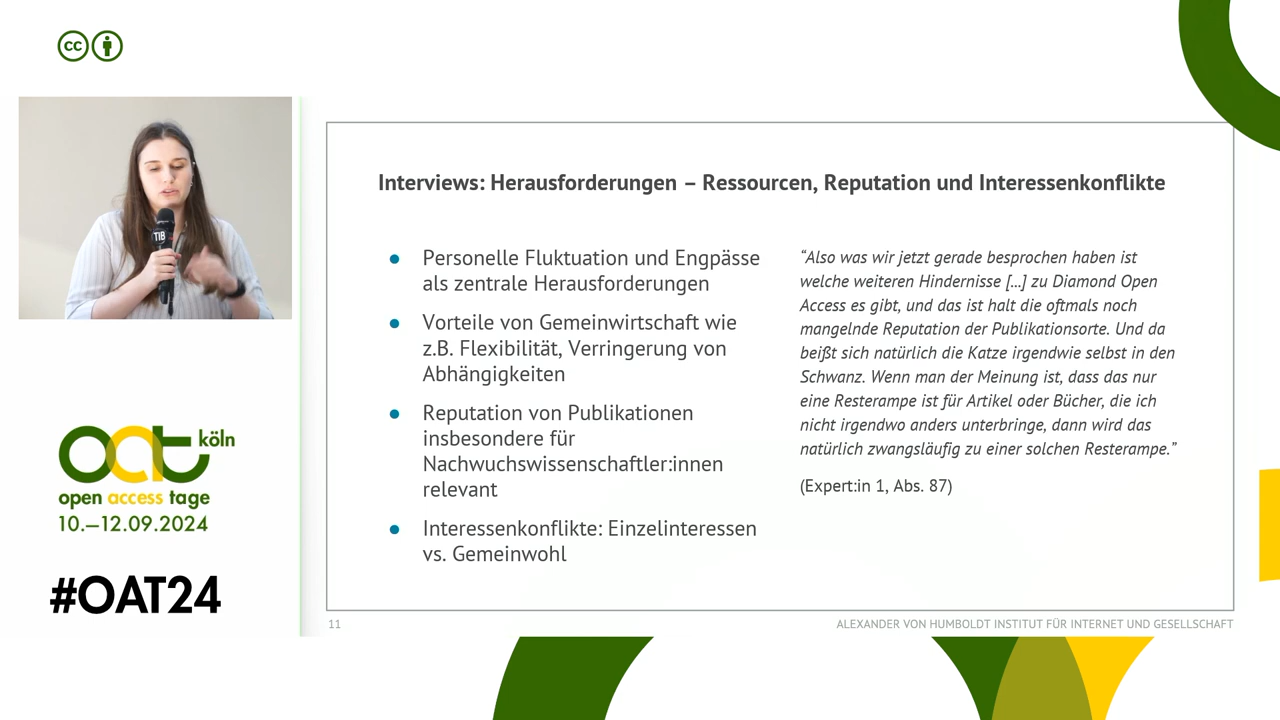 cc
TIB
oat köln
open access tage
10.–12.09.2024
#OAT24
Interviews: Herausforderungen – Ressourcen, Reputation und Interessenkonflikte
● Personelle Fluktuation und Engpässe
als zentrale Herausforderungen
● Vorteile von Gemeinwirtschaft wie
z.B. Flexibilität, Verringerung von
Abhängigkeiten
● Reputation von Publikationen
insbesondere für
Nachwuchswissenschaftler:innen
relevant
● Interessenkonflikte: Einzelinteressen
vs. Gemeinwohl
“Also was wir jetzt gerade besprochen haben ist
welche weiteren Hindernisse [...] zu Diamond Open
Access es gibt, und das ist halt die oftmals noch
mangelnde Reputation der Publikationsorte. Und da
beißt sich natürlich die Katze irgendwie selbst in den
Schwanz. Wenn man der Meinung ist, dass das nur
eine Resterampe ist für Artikel oder Bücher, die ich
nicht irgendwo anders unterbringe, dann wird das
natürlich zwangsläufig zu einer solchen Resterampe.”
(Expert:in 1, Abs. 87)
11
ALEXANDER VON HUMBOLDT INSTITUT FÜR INTERNET UND GESELLSCHAFT